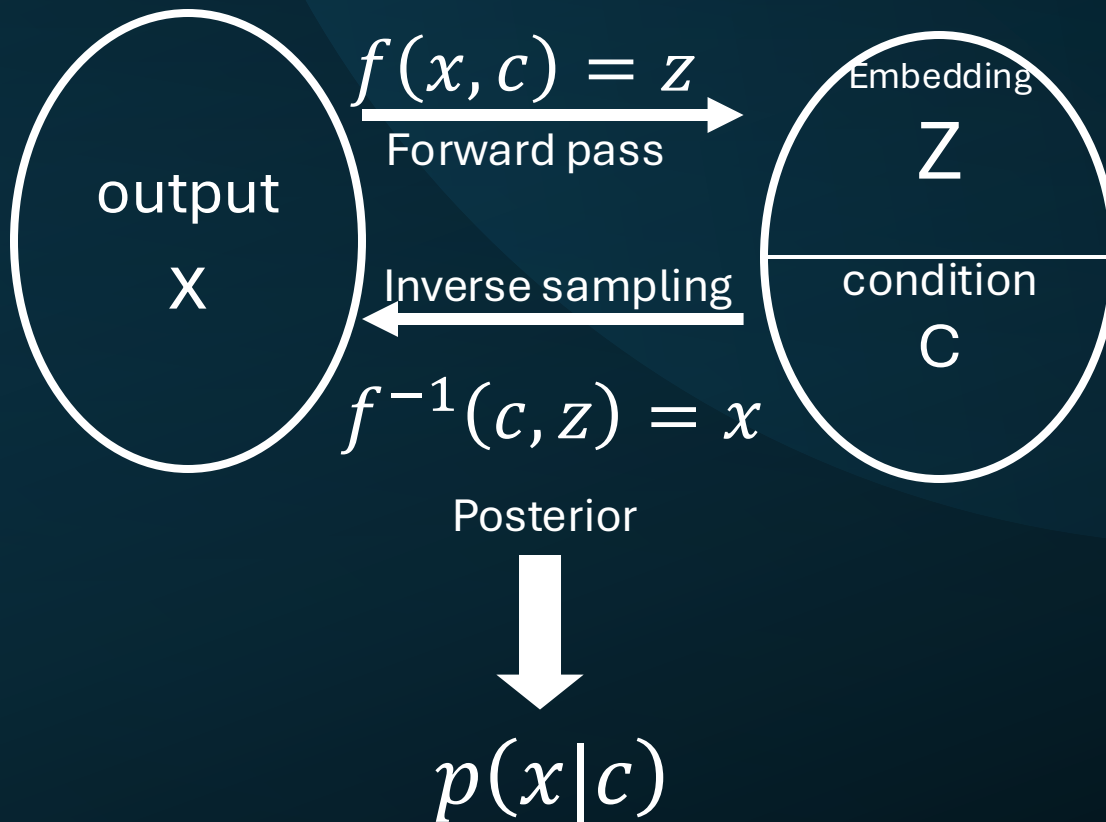 output
x
f(x, c) = z
Forward pass
Inverse sampling
f⁻¹(c, z) = x
Embedding
Z
condition
C
Posterior
p(x|c)